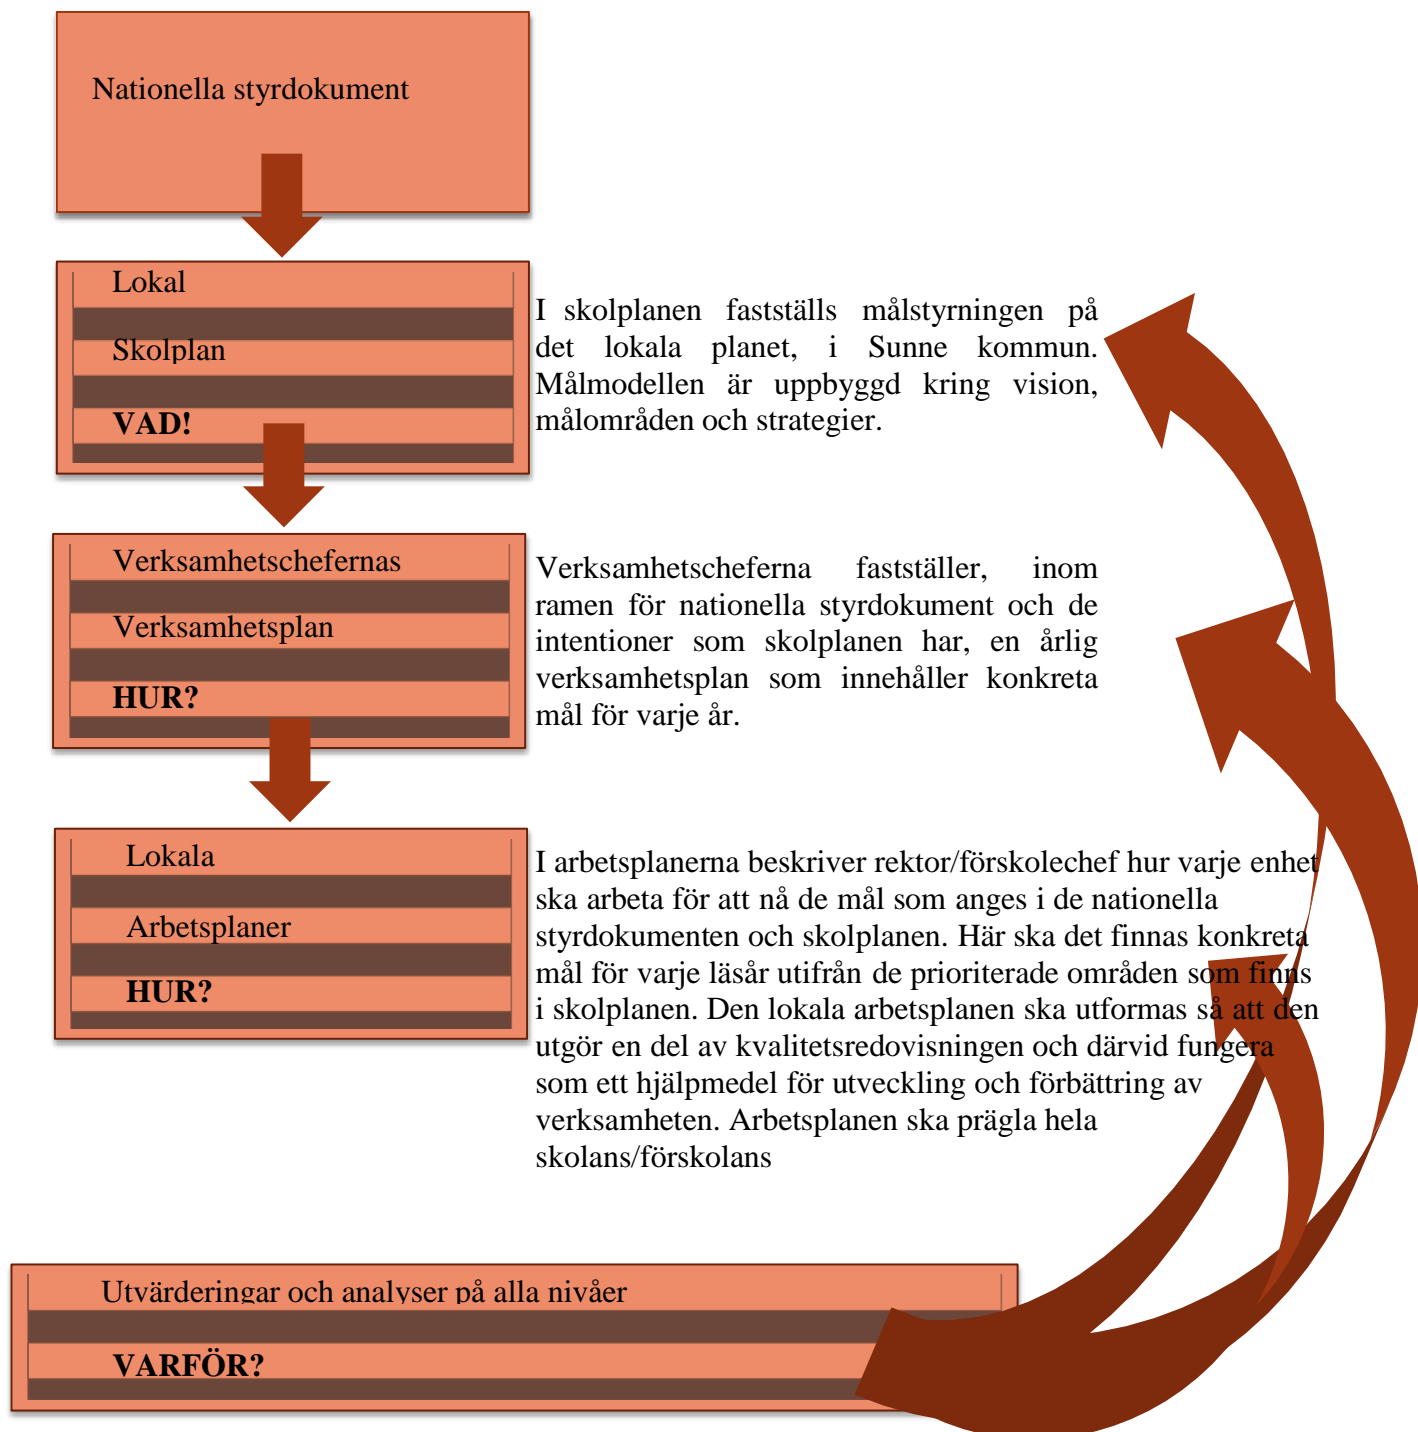 Nationella styrdokument
Lokal
Skolplan
VAD!
I skolplanen fastställs målstyrningen på
det lokala planet, i Sunne kommun.
Målmodellen är uppbyggd kring vision,
målområden och strategier.
Verksamhetschefernas
Verksamhetsplan
HUR?
Verksamhetscheferna fastställer, inom
ramen för nationella styrdokument och de
intentioner som skolplanen har, en årlig
verksamhetsplan som innehåller konkreta
mål för varje år.
Lokala
Arbetsplaner
HUR?
I arbetsplanerna beskriver rektor/förskolechef hur varje enhet
ska arbeta för att nå de mål som anges i de nationella
styrdokumenten och skolplanen. Här ska det finnas konkreta
mål för varje läsår utifrån de prioriterade områden som finns
i skolplanen. Den lokala arbetsplanen ska utformas så att den
utgör en del av kvalitetsredovisningen och därvid fungera
som ett hjälpmedel för utveckling och förbättring av
verksamheten. Arbetsplanen ska prägla hela
skolans/förskolans
Utvärderingar och analyser på alla nivåer
VARFÖR?